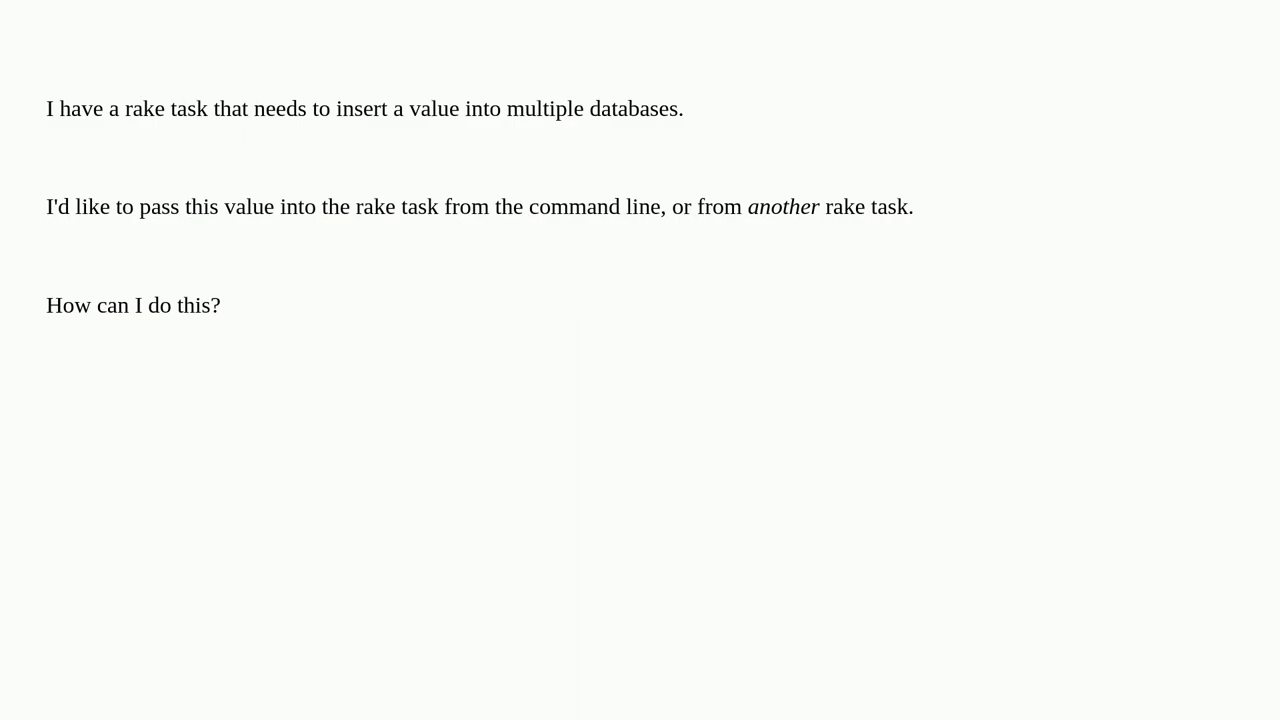 I have a rake task that needs to insert a value into multiple databases.
I'd like to pass this value into the rake task from the command line, or from another rake task.
How can I do this?